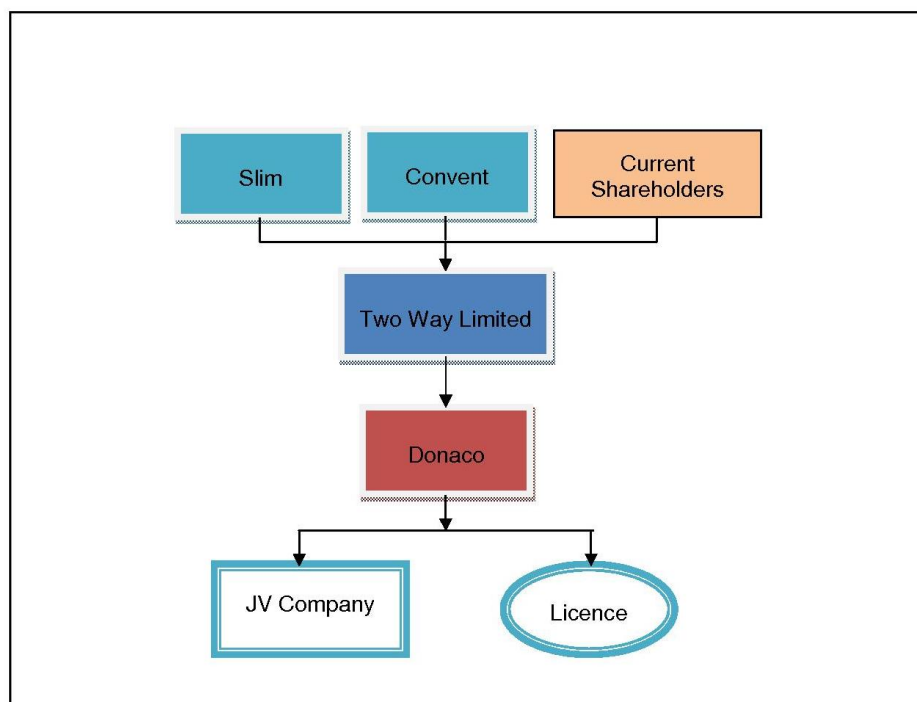 Slim
Convent
Current
Shareholders
Two Way Limited
Donaco
JV Company
Licence